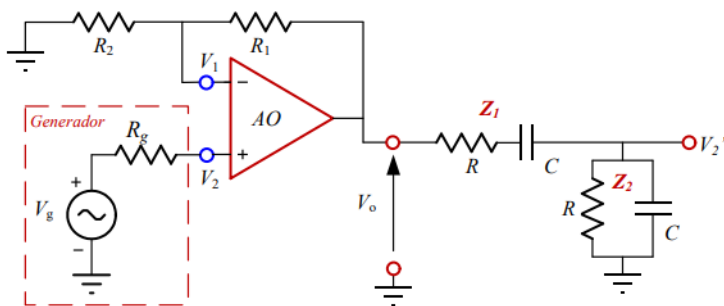 R2
R1
V1
−
Z1
Generador
Rg
AO
+
V2
R
C
V2'
+
Vg
−
Vo
R
Z2
C